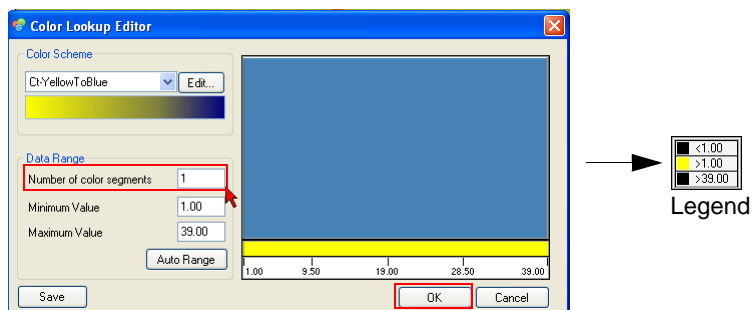 Color Lookup Editor
Color Scheme
Ct-YellowToBlue
Edit...
Data Range
Number of color segments 1
Minimum Value 1.00
Maximum Value 39.00
Auto Range
1.00 9.50 19.00 28.50 39.00
Save
OK
Cancel
<1.00
>1.00
>39.00
Legend